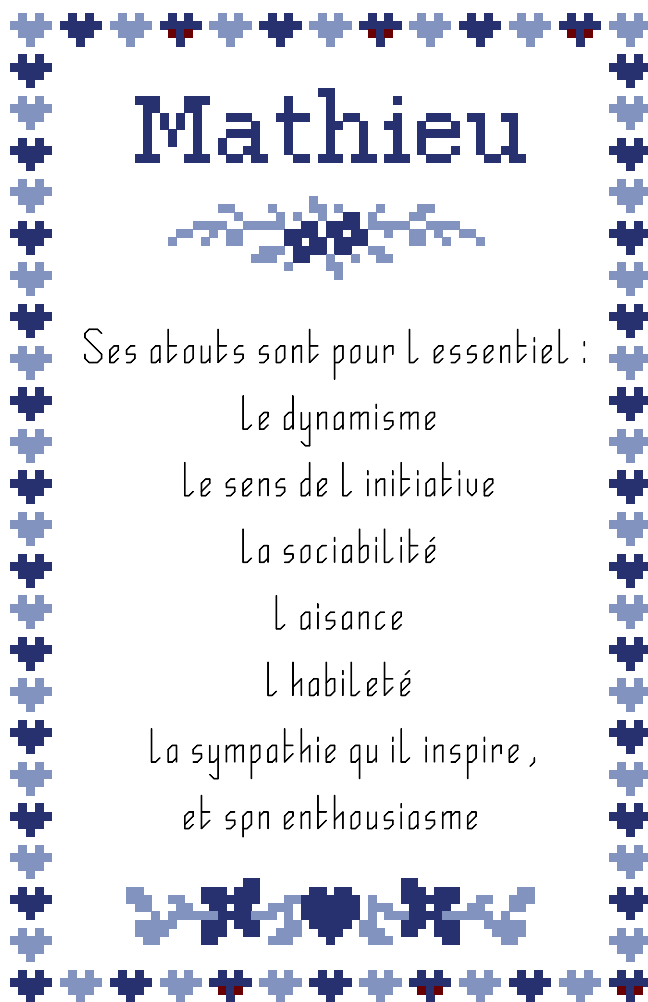 Mathieu
Ses atouts sont pour l essentiel :
Le dynamisme
Le sens de l initiative
La sociabilité
L aisance
l habileté
la sympathie qu il inspire ,
et spn enthousiasme